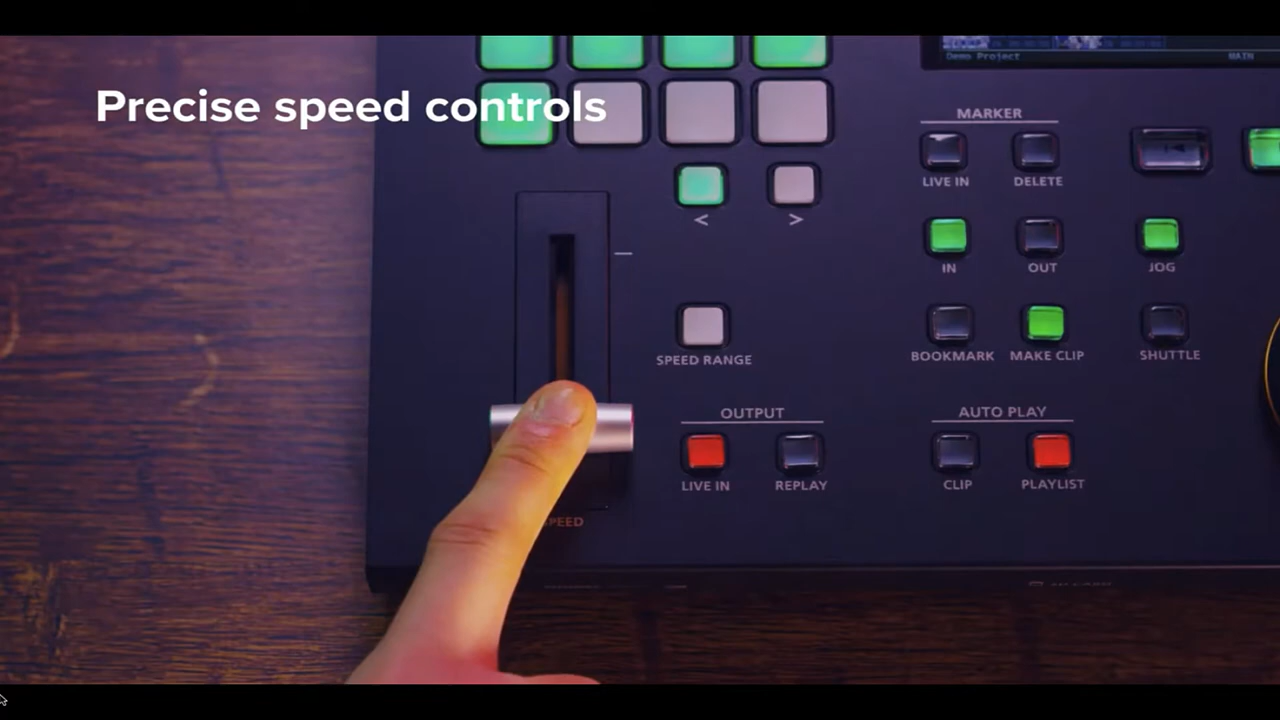 Precise speed controls
Demo Project
MAIN
MARKER
LIVE IN
DELETE
<
>
IN
OUT
JOG
SPEED RANGE
BOOKMARK
MAKE CLIP
SHUTTLE
OUTPUT
AUTO PLAY
LIVE IN
REPLAY
CLIP
PLAYLIST
SPEED